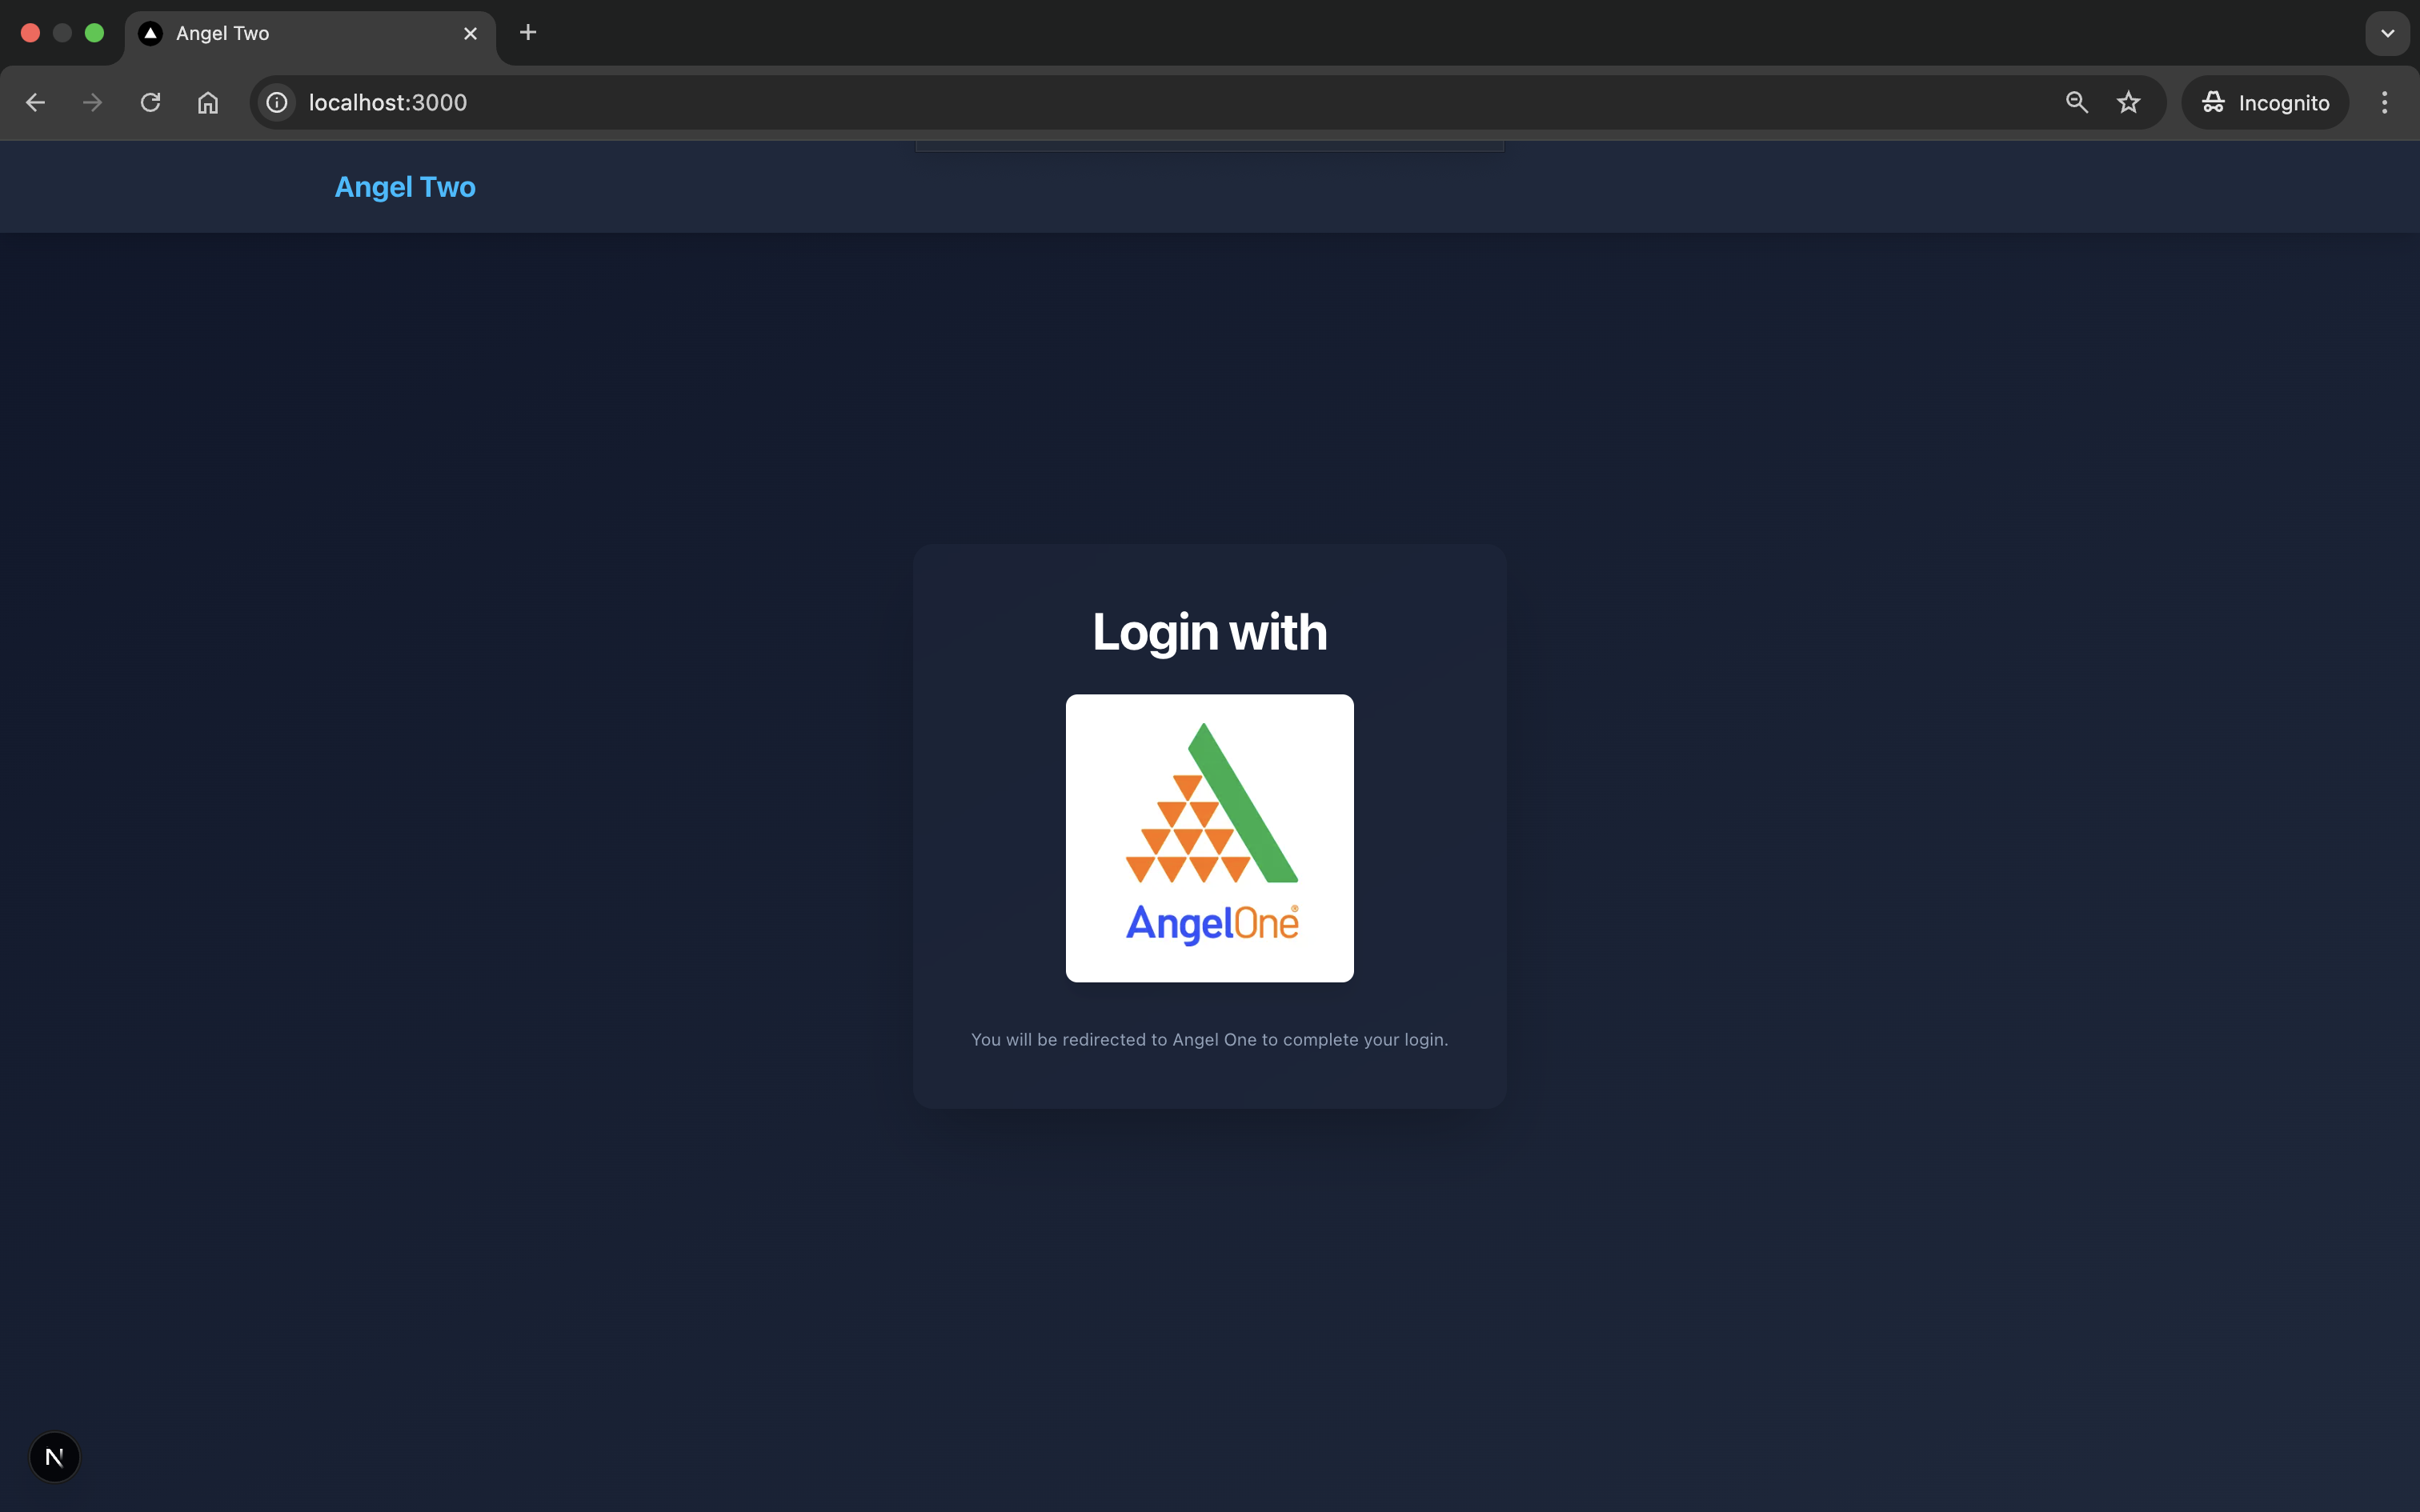 Angel Two
localhost:3000
Incognito
Angel Two
Login with
AngelOne®
You will be redirected to Angel One to complete your login.
N